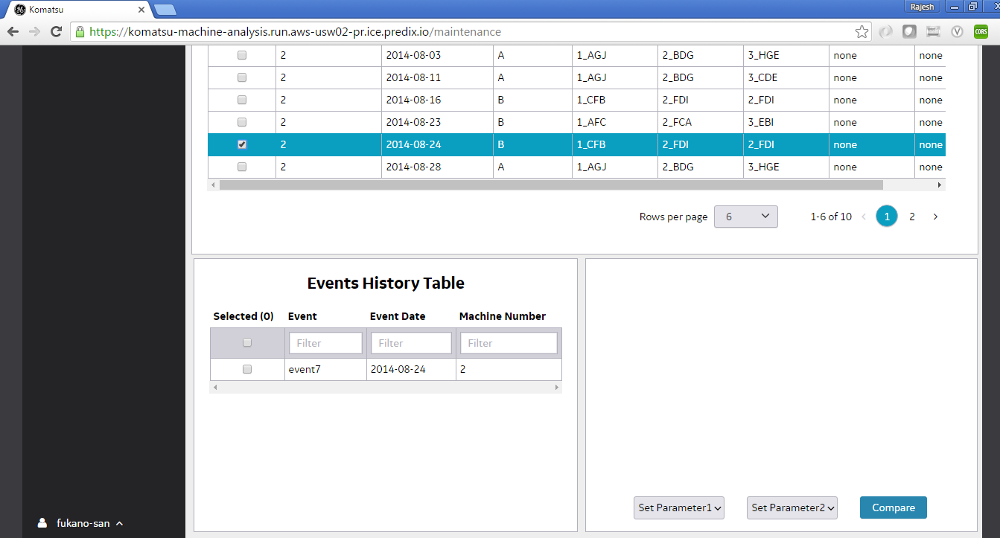 Komatsu
Rajesh
https://komatsu-machine-analysis.run.aws-usw02-pr.ice.predix.io/maintenance
CORS
2 2014-08-03 A 1_AGJ 2_BDG 3_HGE none none
2 2014-08-11 A 1_AGJ 2_BDG 3_CDE none none
2 2014-08-16 B 1_CFB 2_FDI 2_FDI none none
2 2014-08-23 B 1_AFC 2_FCA 3_EBI none none
2 2014-08-24 B 1_CFB 2_FDI 2_FDI none none
2 2014-08-28 A 1_AGJ 2_BDG 3_HGE none none
Rows per page 6 1-6 of 10 1 2
Events History Table
Selected (0) Event Event Date Machine Number
Filter Filter Filter
event7 2014-08-24 2
Set Parameter1 Set Parameter2 Compare
fukano-san